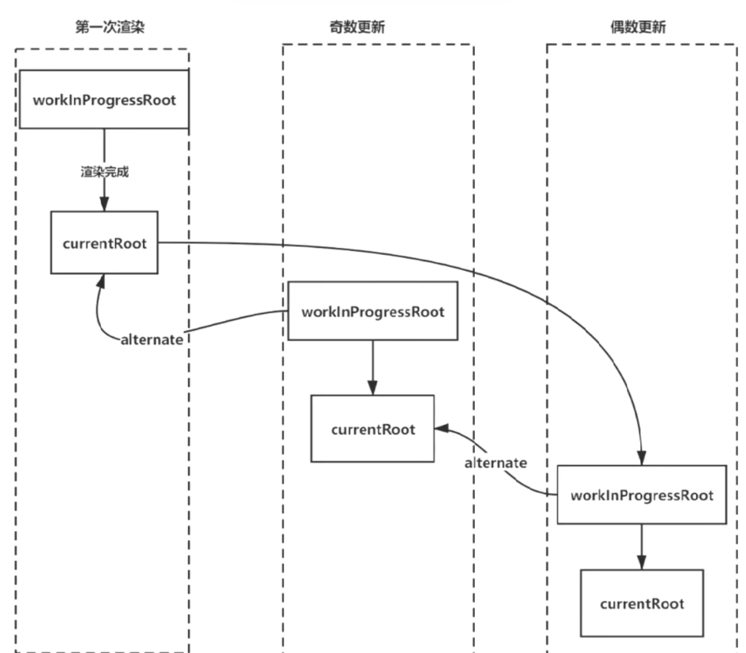 第一次渲染
奇数更新
偶数更新
workInProgressRoot
渲染完成
currentRoot
workInProgressRoot
alternate
currentRoot
alternate
workInProgressRoot
currentRoot